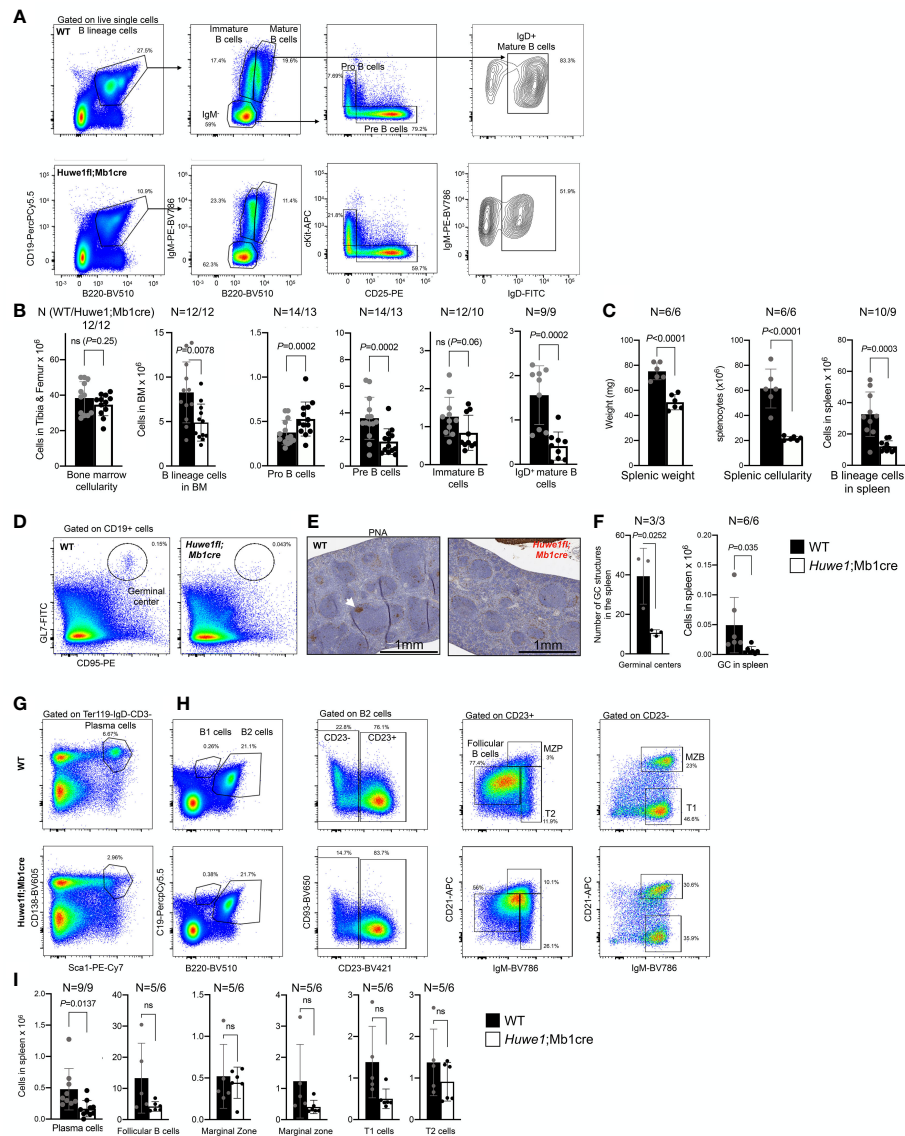 A
Gated on live single cells
B lineage cells
WT
27.5%
Immature
B cells
Mature
B cells
17.4%
19.6%
IgM-
59%
Pro B cells
7.69%
Pre B cells
79.2%
IgD+
Mature B cells
83.3%
Huwe1fl;Mb1cre
10.9%
23.3%
11.4%
62.3%
21.8%
59.7%
51.9%
CD19-PercPCy5.5
IgM-PE-BV786
cKit-APC
IgM-PE-BV786
B220-BV510
B220-BV510
CD25-PE
IgD-FITC
B
N (WT/Huwe1;Mb1cre)
12/12
N=12/12
N=14/13
N=14/13
N=12/10
N=9/9
ns (P=0.25)
P=0.0078
P=0.0002
P=0.0002
ns (P=0.06)
P=0.0002
Cells in Tibia & Femur x 10⁶
Cells in BM x 10⁶
Bone marrow
cellularity
B lineage cells
in BM
Pro B cells
Pre B cells
Immature B
cells
IgD⁺ mature B
cells
C
N=6/6
N=6/6
N=10/9
P<0.0001
P<0.0001
P=0.0003
Weight (mg)
splenocytes (x10⁶)
Cells in spleen x 10⁶
Splenic weight
Splenic cellularity
B lineage cells
in spleen
D
Gated on CD19+ cells
WT
0.15%
Germinal
center
Huwe1fl;
Mb1cre
0.043%
GL7-FITC
CD95-PE
E
PNA
WT
Huwe1fl;
Mb1cre
1mm
1mm
F
N=3/3
N=6/6
P=0.0252
P=0.035
Number of GC structures
in the spleen
Cells in spleen x 10⁶
Germinal centers
GC in spleen
WT
Huwe1;Mb1cre
G
Gated on Ter119-IgD-CD3-
Plasma cells
6.67%
WT
Huwe1fl;Mb1cre
CD138-BV605
2.96%
Sca1-PE-Cy7
H
B1 cells
B2 cells
0.26%
21.1%
Gated on B2 cells
22.8%
76.1%
CD23-
CD23+
Gated on CD23+
Follicular
B cells
77.4%
MZP
3%
T2
11.9%
Gated on CD23-
MZB
23%
T1
46.6%
0.38%
21.7%
14.7%
83.7%
56%
10.1%
26.1%
30.6%
35.9%
C19-PercpCy5.5
CD93-BV650
CD21-APC
CD21-APC
B220-BV510
CD23-BV421
IgM-BV786
IgM-BV786
I
N=9/9
N=5/6
N=5/6
N=5/6
N=5/6
N=5/6
P=0.0137
ns
ns
ns
ns
ns
Cells in spleen x 10⁶
Plasma cells
Follicular B cells
Marginal Zone
Marginal zone
T1 cells
T2 cells
WT
Huwe1;Mb1cre